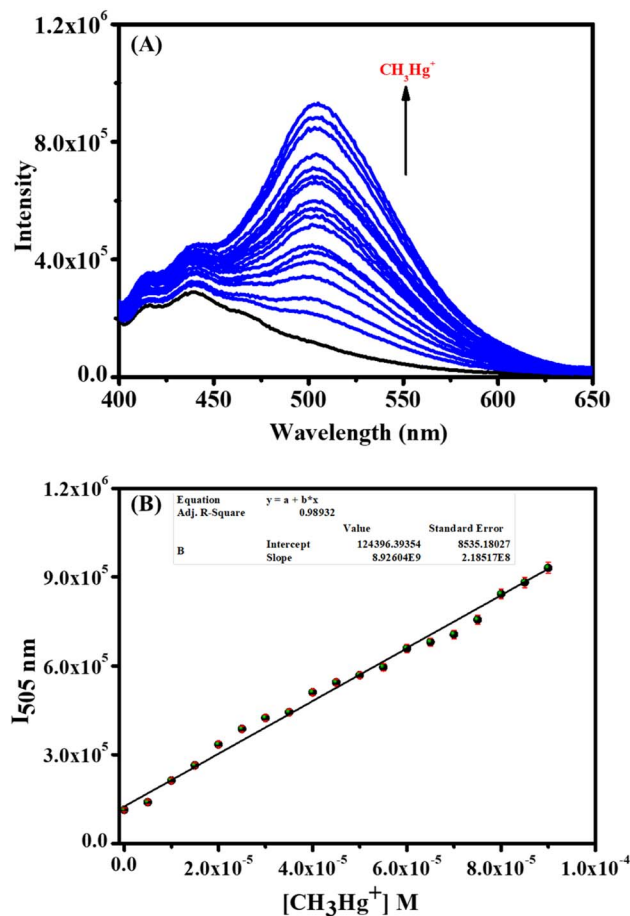 (A)
CH₃Hg⁺
1.2x10⁶
8.0x10⁵
4.0x10⁵
0.0
Intensity
400 450 500 550 600 650
Wavelength (nm)
(B)
Equation y = a + b*x
Adj. R-Square 0.98932
Value Standard Error
B Intercept 124396.39354 8535.18027
Slope 8.92604E9 2.18517E8
1.2x10⁶
9.0x10⁵
6.0x10⁵
3.0x10⁵
0.0
I505 nm
0.0 2.0x10⁻⁵ 4.0x10⁻⁵ 6.0x10⁻⁵ 8.0x10⁻⁵ 1.0x10⁻⁴
[CH₃Hg⁺] M